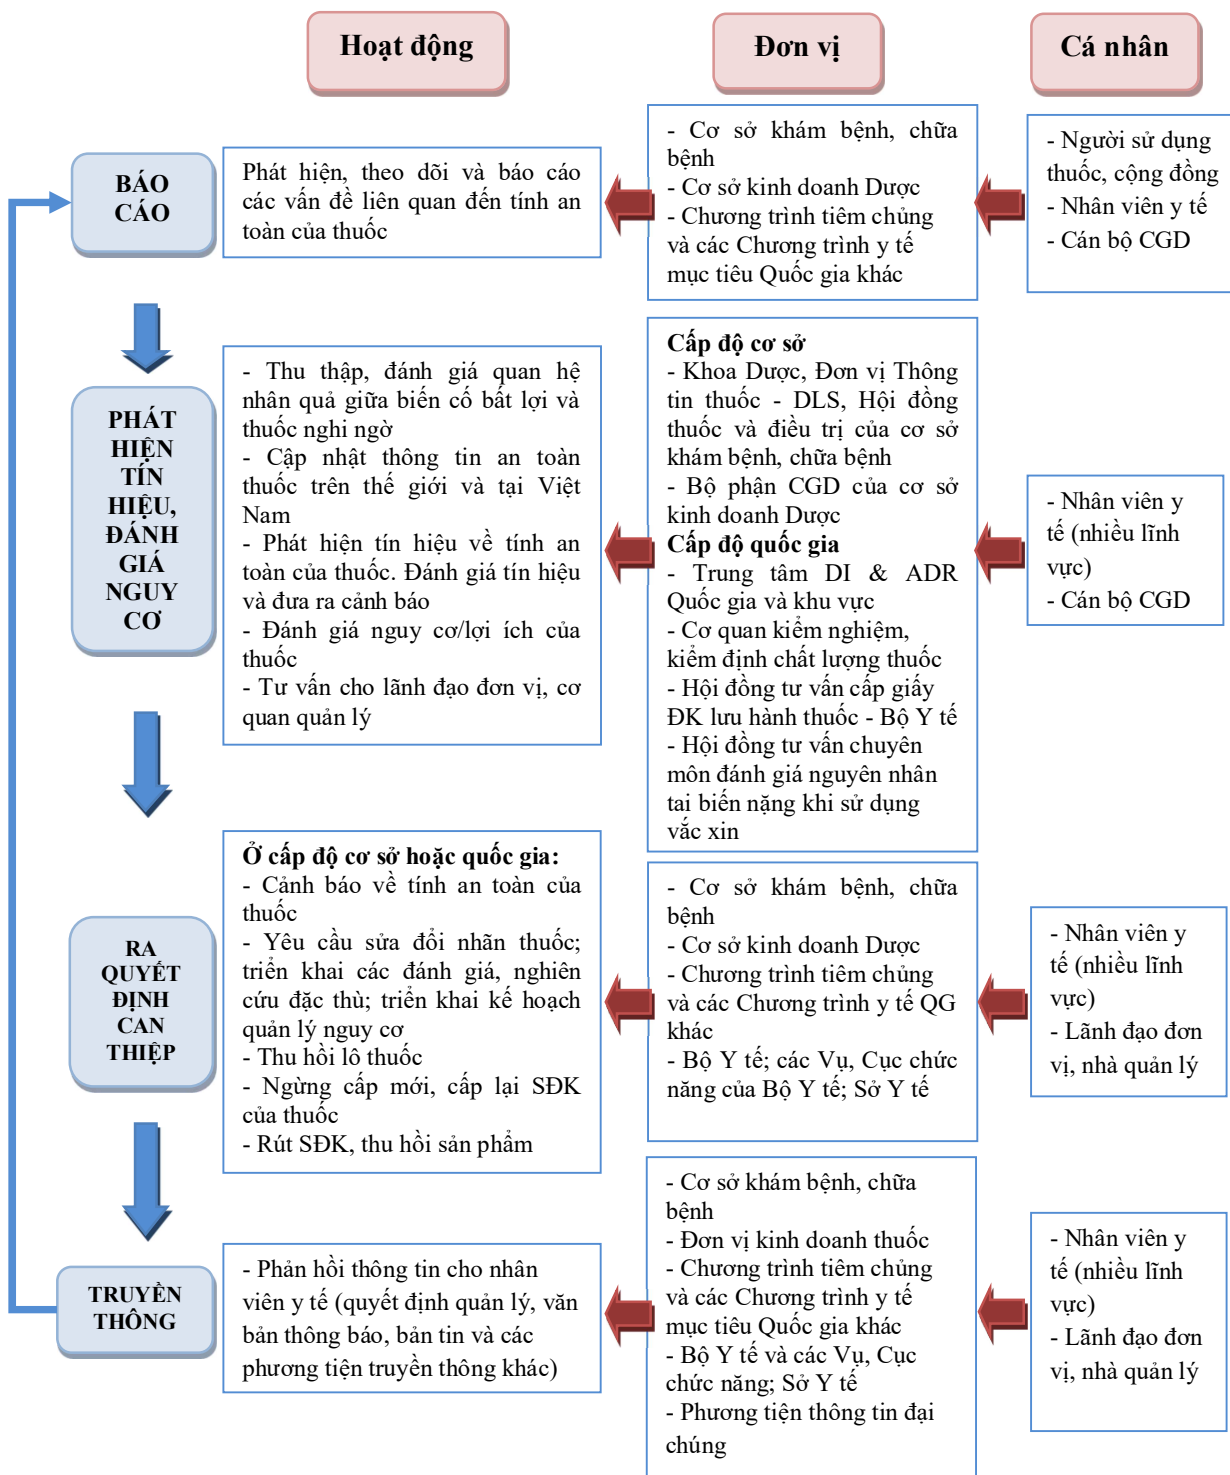 Hoạt động
Đơn vị
Cá nhân
BÁO
CÁO
Phát hiện, theo dõi và báo cáo
các vấn đề liên quan đến tính an
toàn của thuốc
- Cơ sở khám bệnh, chữa
bệnh
- Cơ sở kinh doanh Dược
- Chương trình tiêm chủng
và các Chương trình y tế
mục tiêu Quốc gia khác
- Người sử dụng
thuốc, cộng đồng
- Nhân viên y tế
- Cán bộ CGD
PHÁT
HIỆN
TÍN
HIỆU,
ĐÁNH
GIÁ
NGUY
CƠ
- Thu thập, đánh giá quan hệ
nhân quả giữa biến cố bất lợi và
thuốc nghi ngờ
- Cập nhật thông tin an toàn
thuốc trên thế giới và tại Việt
Nam
- Phát hiện tín hiệu về tính an
toàn của thuốc. Đánh giá tín hiệu
và đưa ra cảnh báo
- Đánh giá nguy cơ/lợi ích của
thuốc
- Tư vấn cho lãnh đạo đơn vị, cơ
quan quản lý
Cấp độ cơ sở
- Khoa Dược, Đơn vị Thông
tin thuốc - DLS, Hội đồng
thuốc và điều trị của cơ sở
khám bệnh, chữa bệnh
- Bộ phận CGD của cơ sở
kinh doanh Dược
Cấp độ quốc gia
- Trung tâm DI & ADR
Quốc gia và khu vực
- Cơ quan kiểm nghiệm,
kiểm định chất lượng thuốc
- Hội đồng tư vấn cấp giấy
ĐK lưu hành thuốc - Bộ Y tế
- Hội đồng tư vấn chuyên
môn đánh giá nguyên nhân
tai biến nặng khi sử dụng
vắc xin
- Nhân viên y
tế (nhiều lĩnh
vực)
- Cán bộ CGD
RA
QUYẾT
ĐỊNH
CAN
THIỆP
Ở cấp độ cơ sở hoặc quốc gia:
- Cảnh báo về tính an toàn của
thuốc
- Yêu cầu sửa đổi nhãn thuốc;
triển khai các đánh giá, nghiên
cứu đặc thù; triển khai kế hoạch
quản lý nguy cơ
- Thu hồi lô thuốc
- Ngừng cấp mới, cấp lại SĐK
của thuốc
- Rút SĐK, thu hồi sản phẩm
- Cơ sở khám bệnh, chữa
bệnh
- Cơ sở kinh doanh Dược
- Chương trình tiêm chủng
và các Chương trình y tế QG
khác
- Bộ Y tế; các Vụ, Cục chức
năng của Bộ Y tế; Sở Y tế
- Nhân viên y
tế (nhiều lĩnh
vực)
- Lãnh đạo đơn
vị, nhà quản lý
TRUYỀN
THÔNG
- Phản hồi thông tin cho nhân
viên y tế (quyết định quản lý, văn
bản thông báo, bản tin và các
phương tiện truyền thông khác)
- Cơ sở khám bệnh, chữa
bệnh
- Đơn vị kinh doanh thuốc
- Chương trình tiêm chủng
và các Chương trình y tế
mục tiêu Quốc gia khác
- Bộ Y tế và các Vụ, Cục
chức năng; Sở Y tế
- Phương tiện thông tin đại
chúng
- Nhân viên y
tế (nhiều lĩnh
vực)
- Lãnh đạo đơn
vị, nhà quản lý